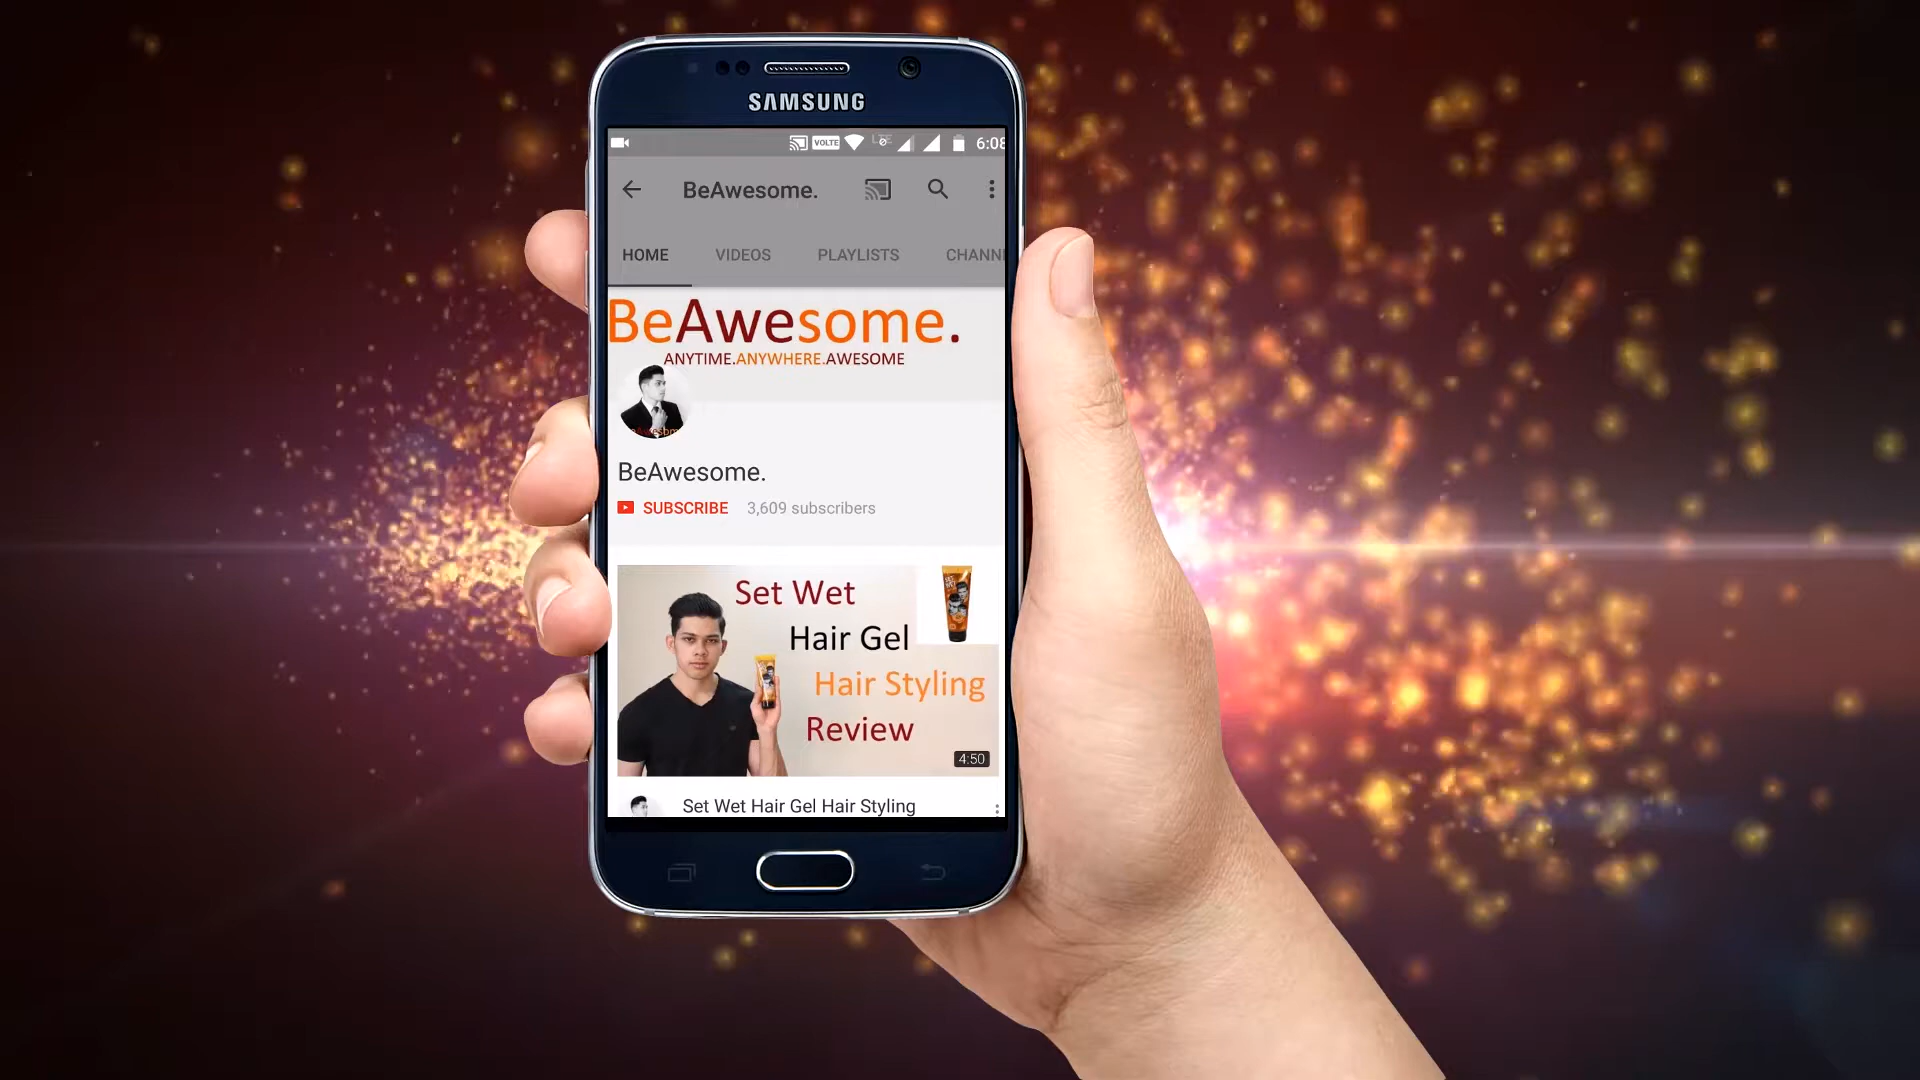 SAMSUNG
VOLTE 6:08
BeAwesome.
HOME VIDEOS PLAYLISTS CHANN
BeAwesome.
ANYTIME.ANYWHERE.AWESOME
BeAwesome.
SUBSCRIBE 3,609 subscribers
Set Wet
Hair Gel
Hair Styling
Review
4:50
Set Wet Hair Gel Hair Styling